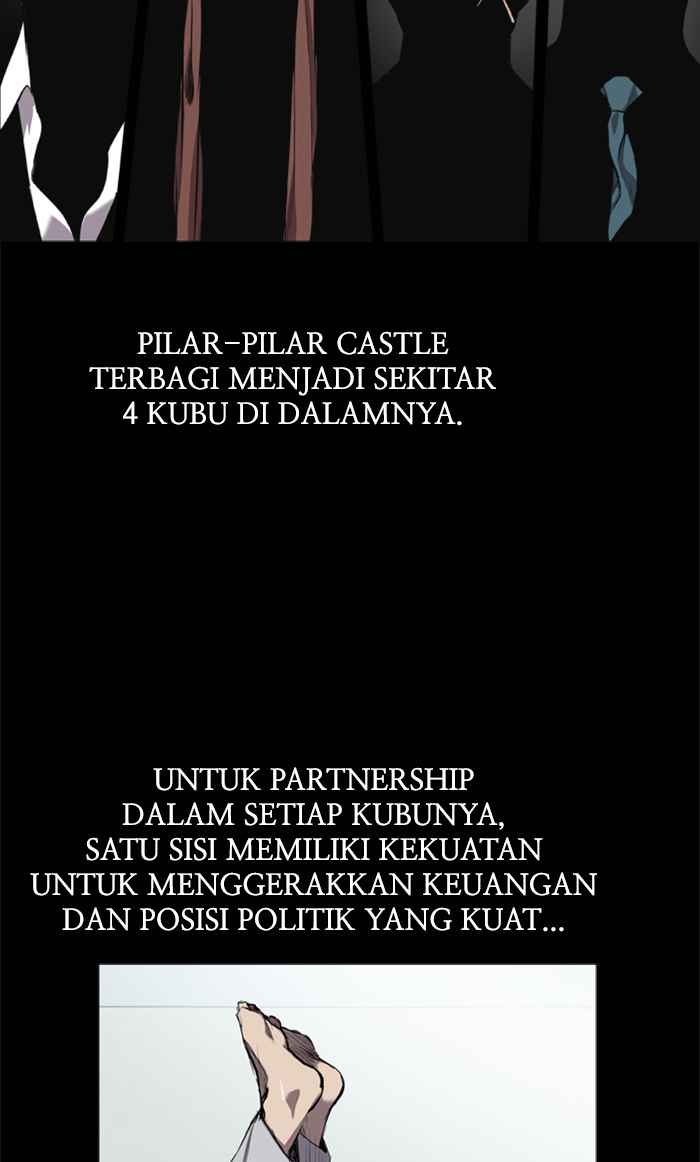 PILAR-PILAR CASTLE
TERBAGI MENJADI SEKITAR
4 KUBU DI DALAMNYA.
UNTUK PARTNERSHIP
DALAM SETIAP KUBUNYA,
SATU SISI MEMILIKI KEKUATAN
UNTUK MENGGERAKKAN KEUANGAN
DAN POSISI POLITIK YANG KUAT...